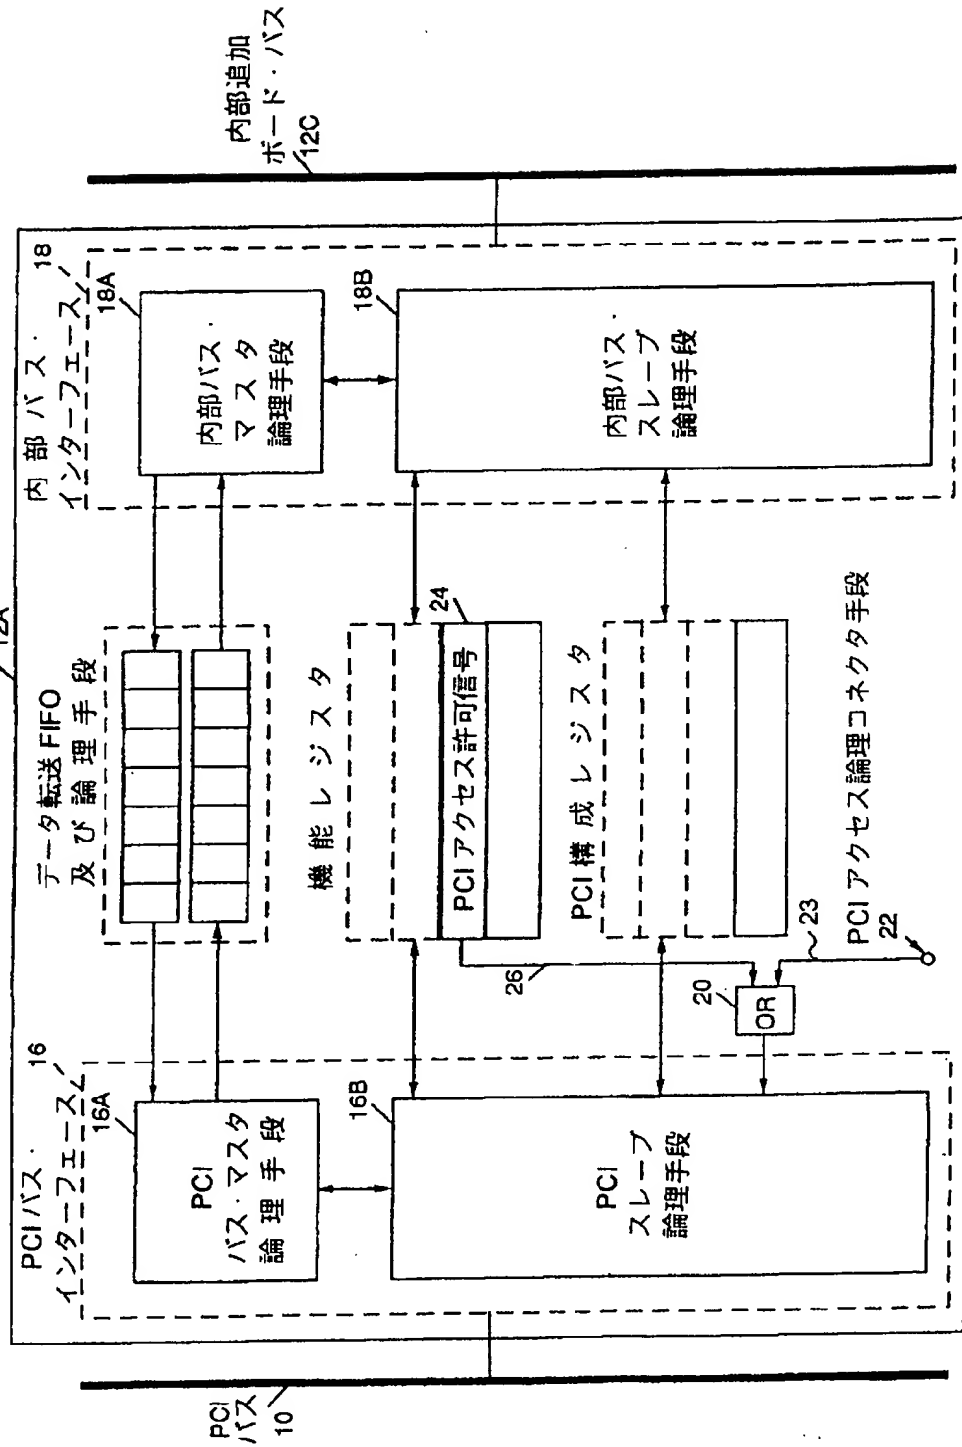 12A
PCI バス・
インターフェース
16
16A
PCI
バス・マスタ
論理手段
16B
PCI
スレーブ
論理手段
PCI
バス
10
データ転送 FIFO
及び論理手段
機能レジスタ
PCI アクセス許可信号
24
26
PCI 構成レジスタ
20
OR
23
PCI アクセス論理コネクタ手段
22
内部バス・
インターフェース
18
18A
内部バス・
マスタ
論理手段
18B
内部バス・
スレーブ
論理手段
内部追加
ボード・バス
12C